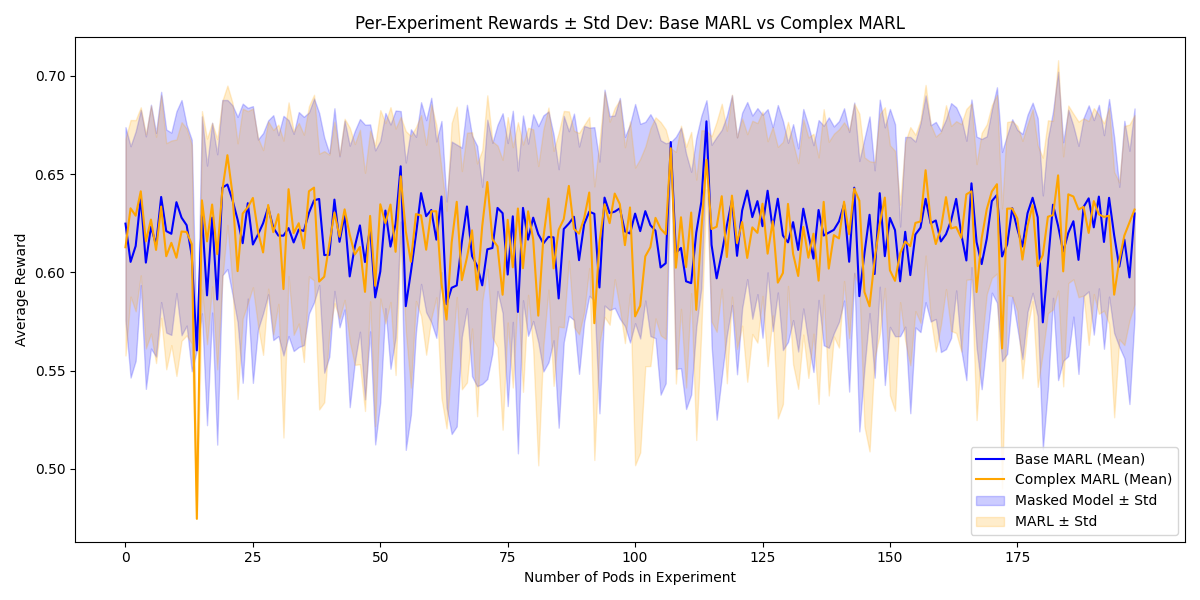 Per-Experiment Rewards ± Std Dev: Base MARL vs Complex MARL
Average Reward
0.70
0.65
0.60
0.55
0.50
Base MARL (Mean)
Complex MARL (Mean)
Masked Model ± Std
MARL ± Std
0 25 50 75 100 125 150 175
Number of Pods in Experiment